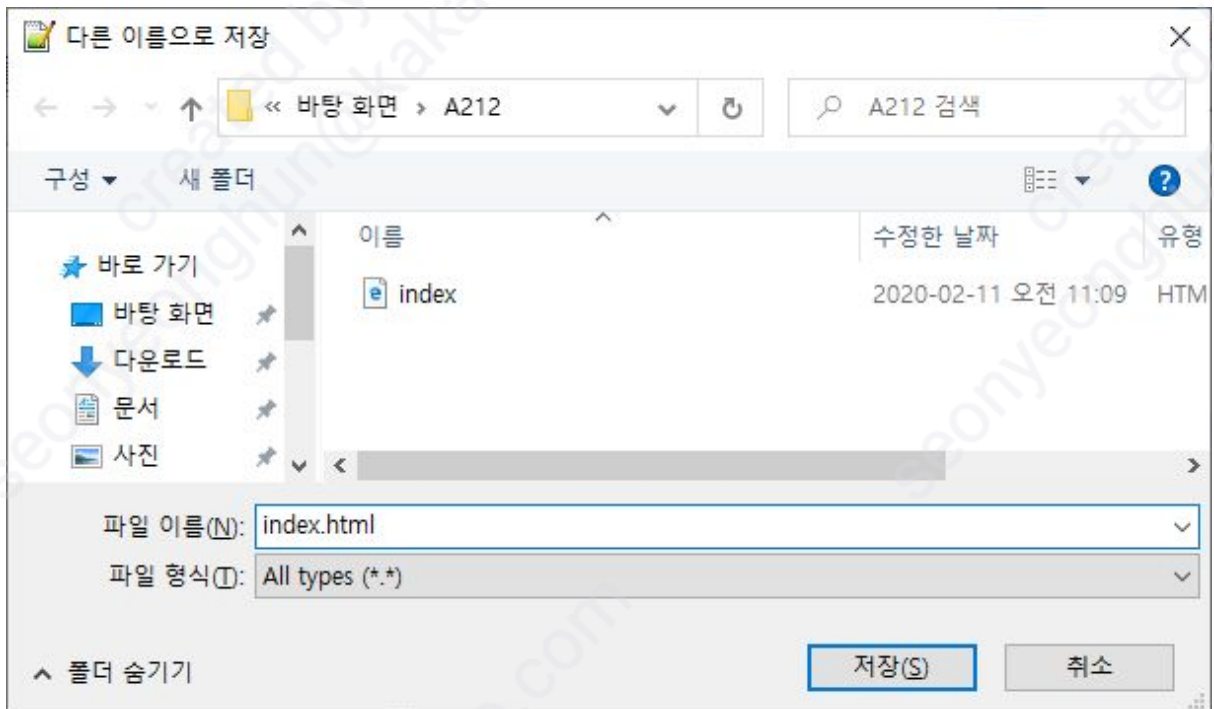 다른 이름으로 저장
« 바탕 화면 › A212
A212 검색
구성
새 폴더
바로 가기
바탕 화면
다운로드
문서
사진
이름
수정한 날짜
유형
index
2020-02-11 오전 11:09
HTM
파일 이름(N): index.html
파일 형식(T): All types (*.*)
폴더 숨기기
저장(S)
취소